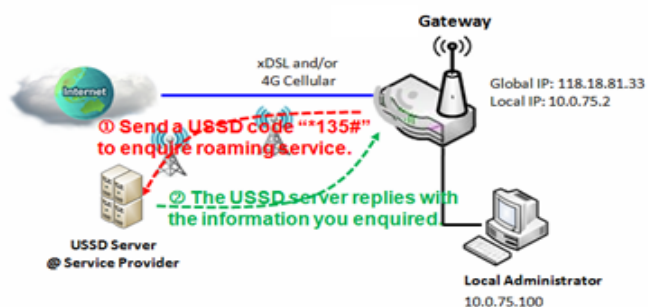 Gateway
xDSL and/or
4G Cellular
Internet
Global IP: 118.18.81.33
Local IP: 10.0.75.2
① Send a USSD code “*135#”
to enquire roaming service.
② The USSD server replies with
the information you enquired.
USSD Server
@ Service Provider
Local Administrator
10.0.75.100